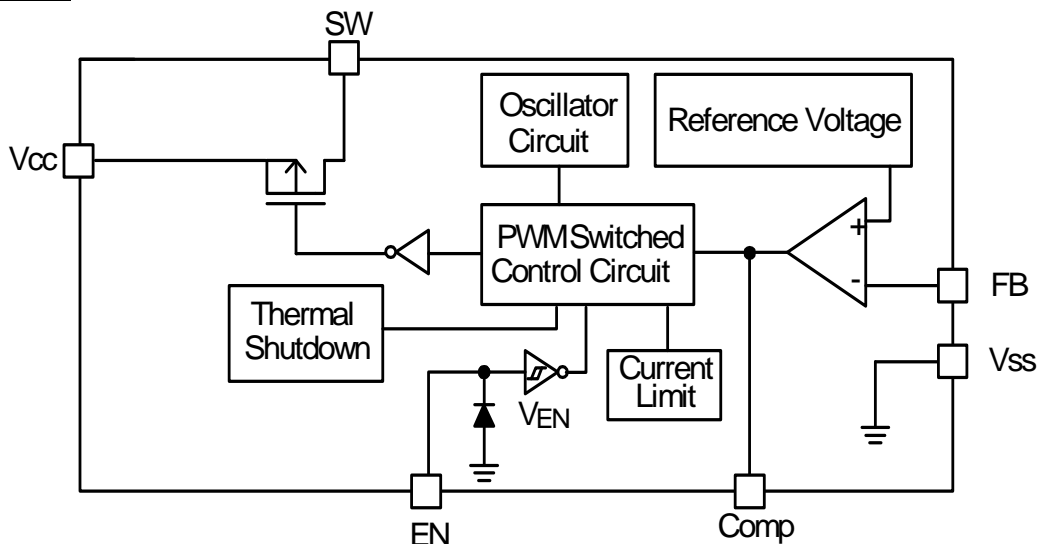 SW
Vcc
Oscillator
Circuit
Reference Voltage
PWM Switched
Control Circuit
+
-
FB
Thermal
Shutdown
Vss
Current
Limit
VEN
EN
Comp